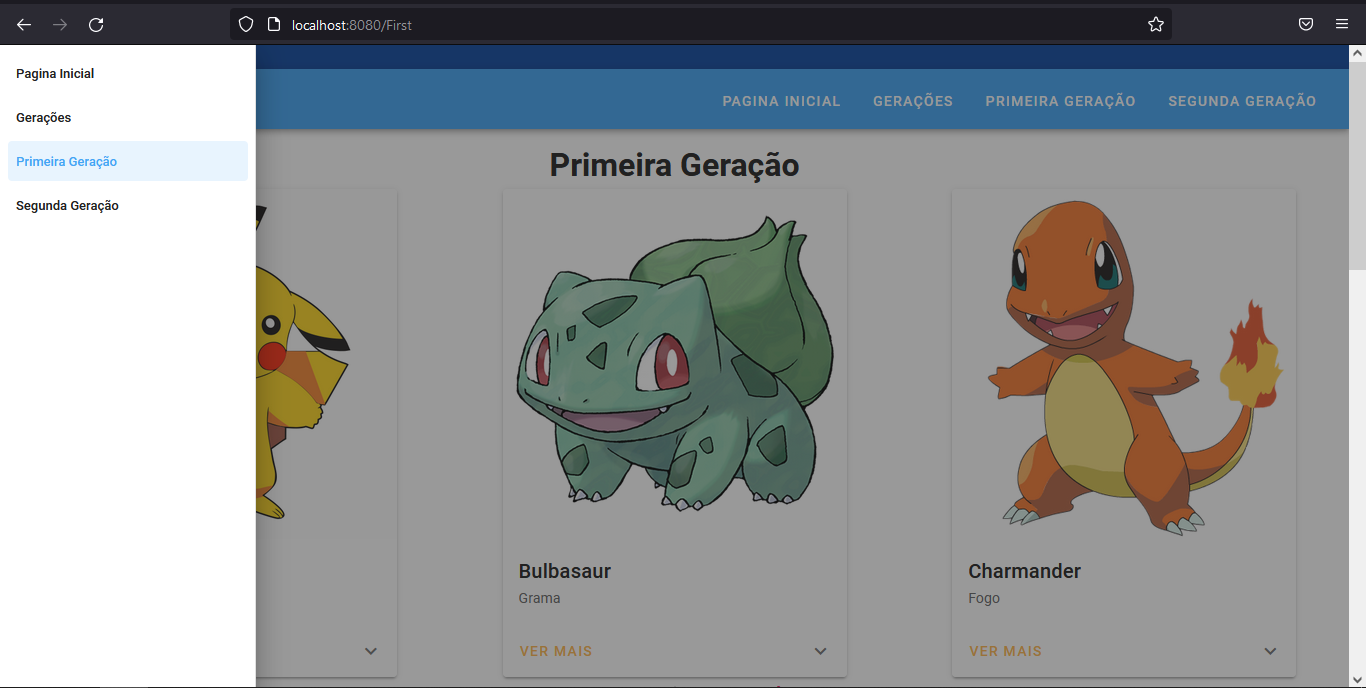 localhost:8080/First
Pagina Inicial
Gerações
Primeira Geração
Segunda Geração
PAGINA INICIAL GERAÇÕES PRIMEIRA GERAÇÃO SEGUNDA GERAÇÃO
Primeira Geração
Bulbasaur
Grama
VER MAIS
Charmander
Fogo
VER MAIS